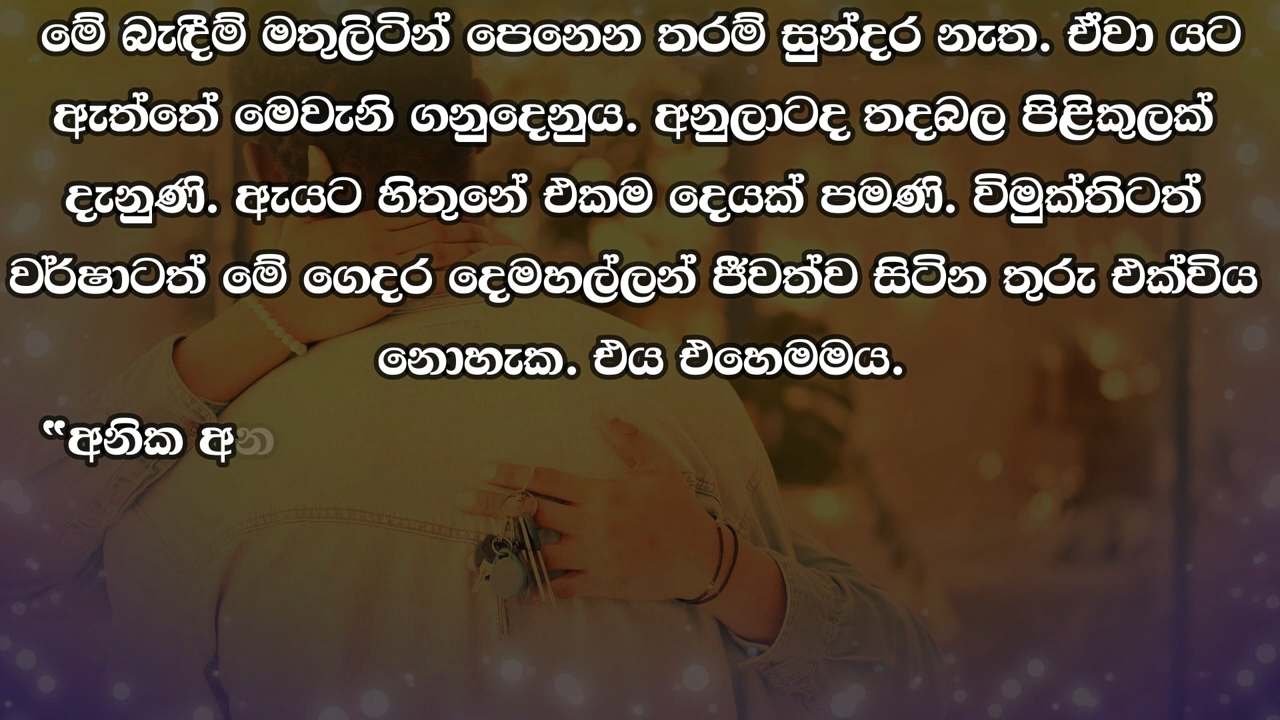 මේ බැඳීම් මතුලිටින් පෙනෙන තරම් සුන්දර නැත. ඒවා යට
ඇත්තේ මෙවැනි ගනුදෙනුය. අනුලාටද තදබල පිළිකුලක්
දැනුණි. ඇයට හිතුනේ එකම දෙයක් පමණි. විමුක්තිටත්
වර්ෂාටත් මේ ගෙදර දෙමහල්ලන් ජීවත්ව සිටින තුරු එක්විය
නොහැක. එය එහෙමමය.
“අනික අන